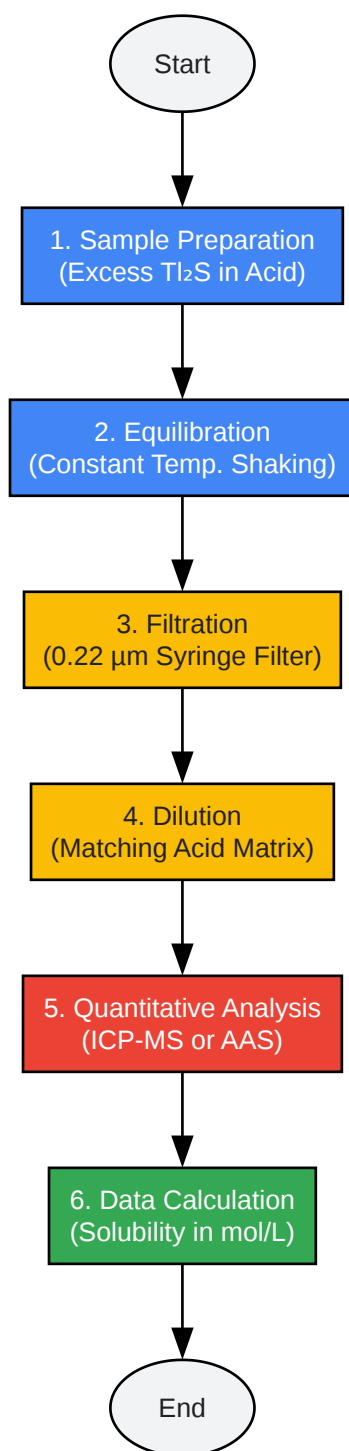 Start
1. Sample Preparation
(Excess Tl₂S in Acid)
2. Equilibration
(Constant Temp. Shaking)
3. Filtration
(0.22 µm Syringe Filter)
4. Dilution
(Matching Acid Matrix)
5. Quantitative Analysis
(ICP-MS or AAS)
6. Data Calculation
(Solubility in mol/L)
End